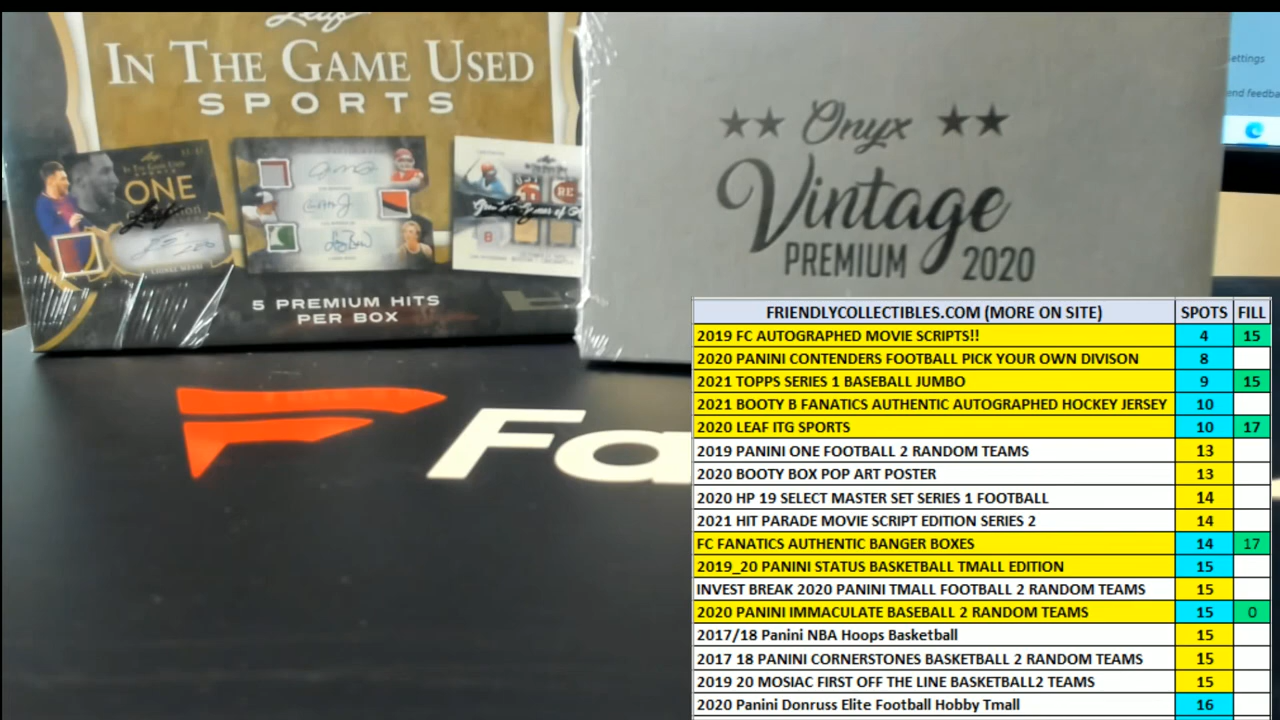 Leaf
IN THE GAME USED
SPORTS
ONE
5 PREMIUM HITS
PER BOX
Onyx
Vintage
PREMIUM 2020
ettings
end feedba
Fa
FRIENDLYCOLLECTIBLES.COM (MORE ON SITE) SPOTS FILL
2019 FC AUTOGRAPHED MOVIE SCRIPTS!! 4 15
2020 PANINI CONTENDERS FOOTBALL PICK YOUR OWN DIVISON 8
2021 TOPPS SERIES 1 BASEBALL JUMBO 9 15
2021 BOOTY B FANATICS AUTHENTIC AUTOGRAPHED HOCKEY JERSEY 10
2020 LEAF ITG SPORTS 10 17
2019 PANINI ONE FOOTBALL 2 RANDOM TEAMS 13
2020 BOOTY BOX POP ART POSTER 13
2020 HP 19 SELECT MASTER SET SERIES 1 FOOTBALL 14
2021 HIT PARADE MOVIE SCRIPT EDITION SERIES 2 14
FC FANATICS AUTHENTIC BANGER BOXES 14 17
2019_20 PANINI STATUS BASKETBALL TMALL EDITION 15
INVEST BREAK 2020 PANINI TMALL FOOTBALL 2 RANDOM TEAMS 15
2020 PANINI IMMACULATE BASEBALL 2 RANDOM TEAMS 15 0
2017/18 Panini NBA Hoops Basketball 15
2017 18 PANINI CORNERSTONES BASKETBALL 2 RANDOM TEAMS 15
2019 20 MOSIAC FIRST OFF THE LINE BASKETBALL2 TEAMS 15
2020 Panini Donruss Elite Football Hobby Tmall 16